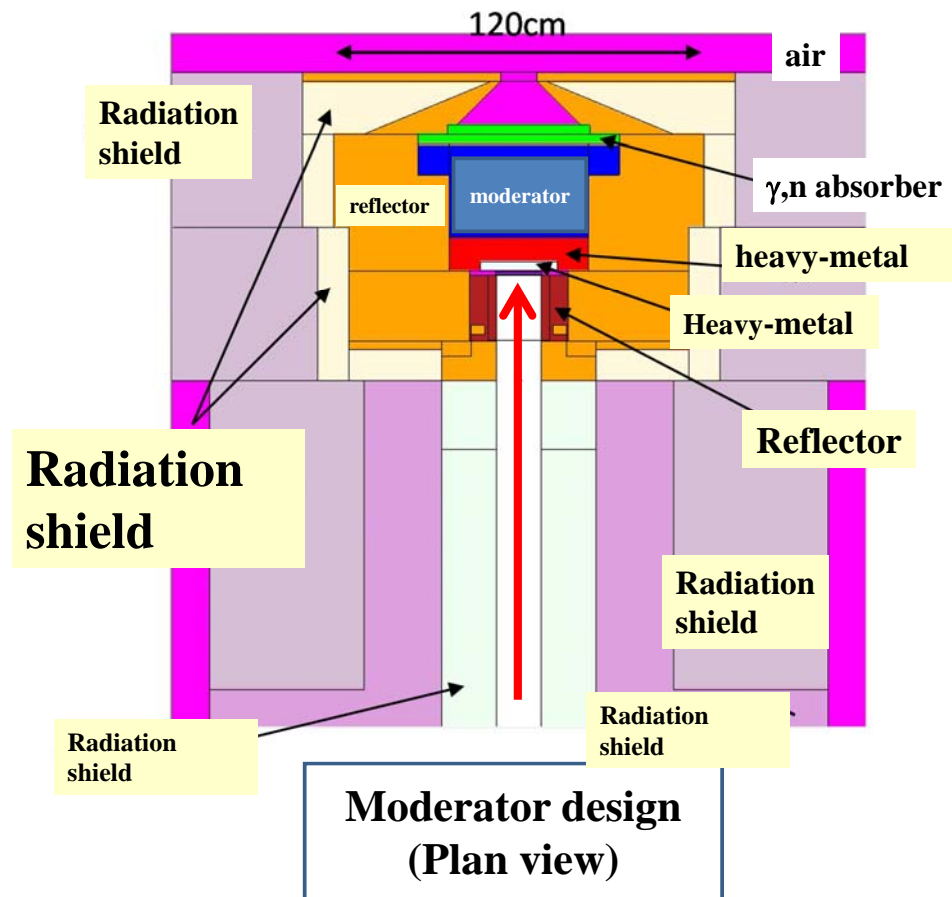 120cm
air
Radiation
shield
γ,n absorber
reflector
moderator
heavy-metal
Heavy-metal
Reflector
Radiation
shield
Radiation
shield
Radiation
shield
Radiation
shield
Moderator design
(Plan view)